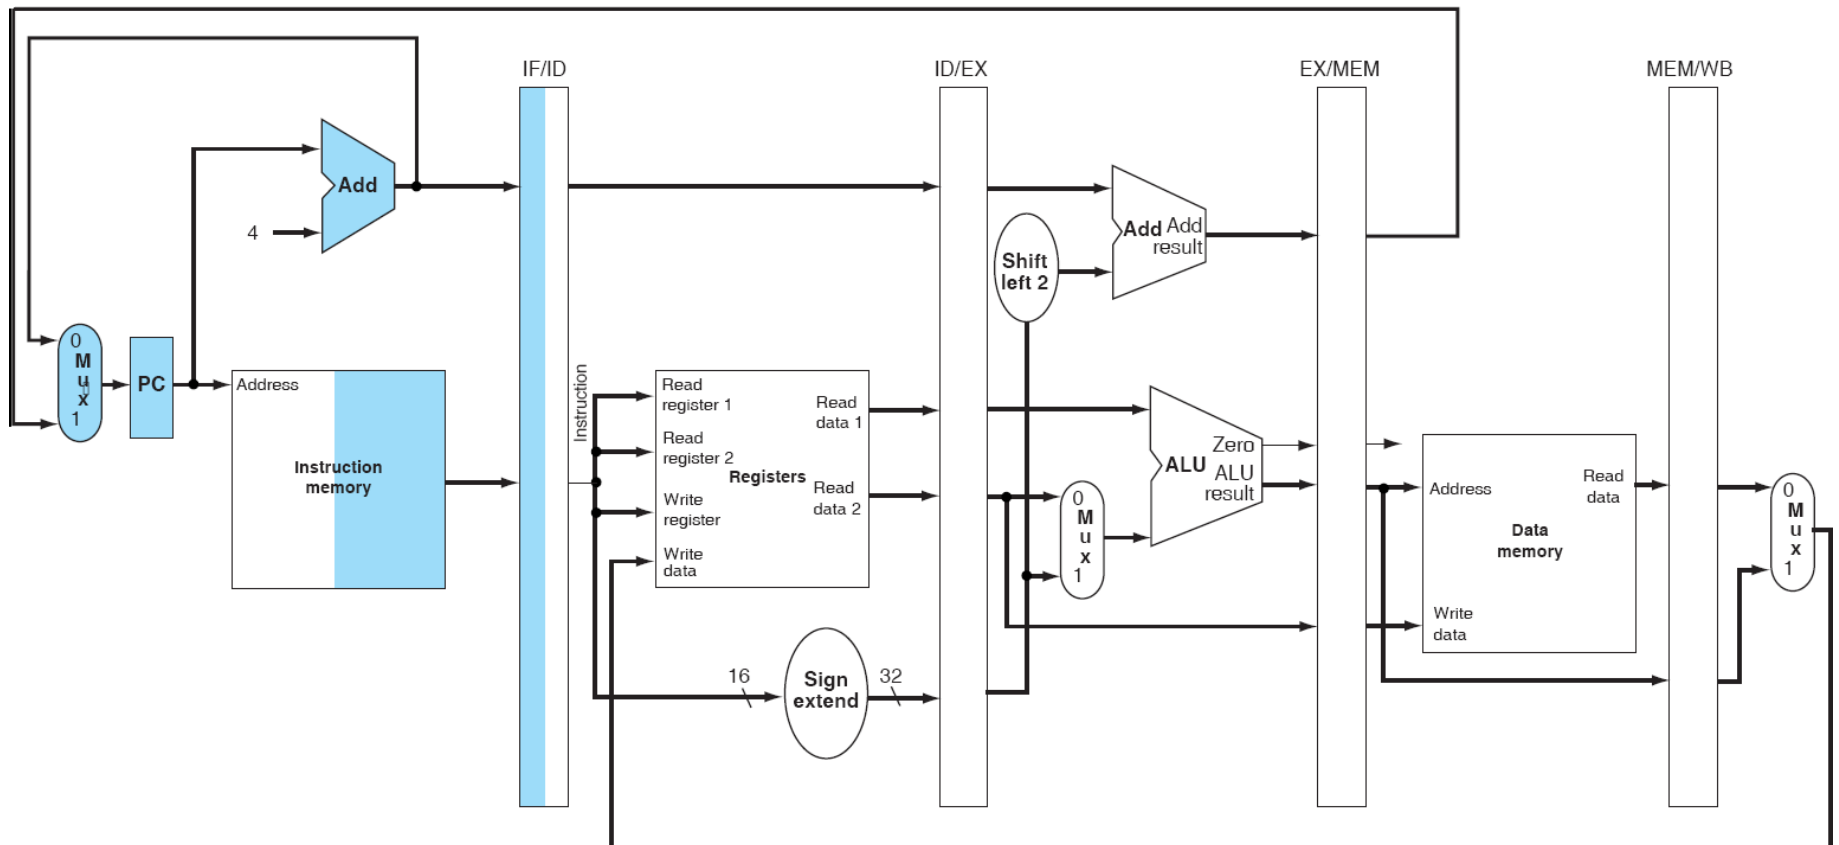 IF/ID
ID/EX
EX/MEM
MEM/WB
Add
4
Add Add
result
Shift
left 2
0
M
u
x
1
PC
Address
Instruction
memory
Instruction
Read
register 1
Read
register 2
Write
register
Write
data
Registers
Read
data 1
Read
data 2
16
Sign
extend
32
0
M
u
x
1
Zero
ALU
ALU
result
Address
Read
data
Data
memory
Write
data
0
M
u
x
1